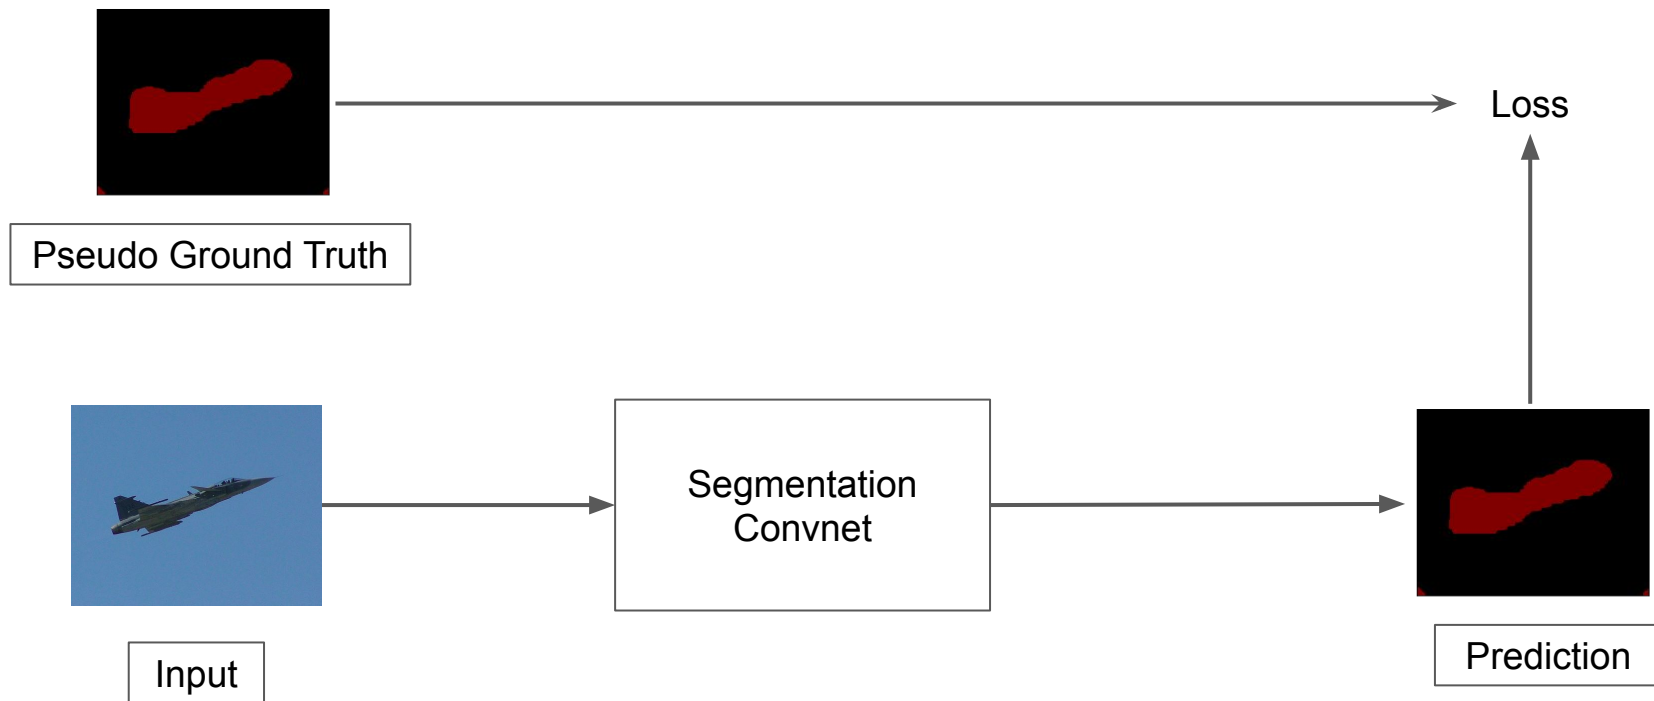 Loss
Pseudo Ground Truth
Segmentation
Convnet
Input
Prediction